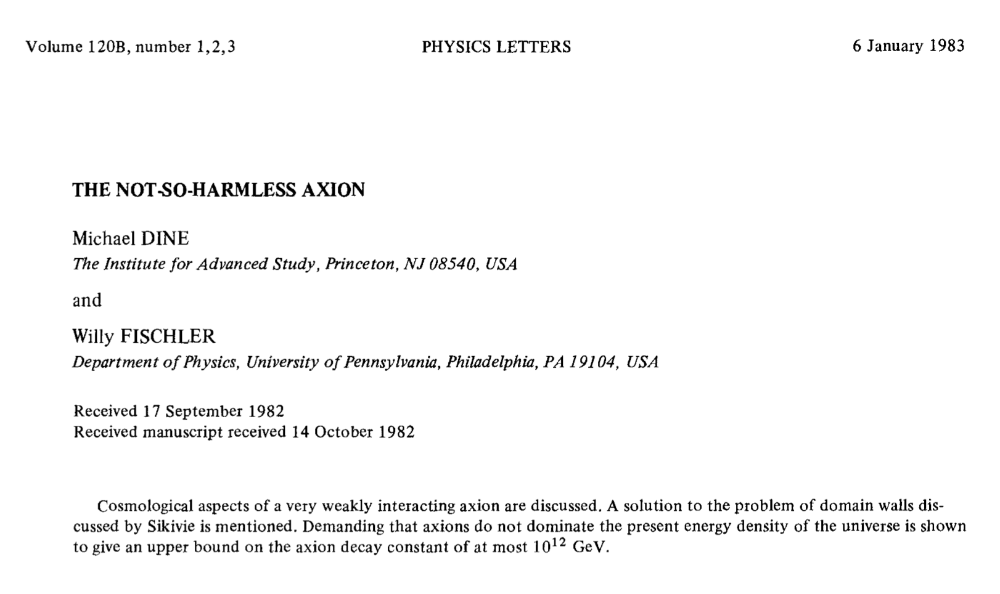 Volume 120B, number 1,2,3 PHYSICS LETTERS 6 January 1983
THE NOT-SO-HARMLESS AXION
Michael DINE
The Institute for Advanced Study, Princeton, NJ 08540, USA
and
Willy FISCHLER
Department of Physics, University of Pennsylvania, Philadelphia, PA 19104, USA
Received 17 September 1982
Received manuscript received 14 October 1982
Cosmological aspects of a very weakly interacting axion are discussed. A solution to the problem of domain walls dis-
cussed by Sikivie is mentioned. Demanding that axions do not dominate the present energy density of the universe is shown
to give an upper bound on the axion decay constant of at most 10¹² GeV.